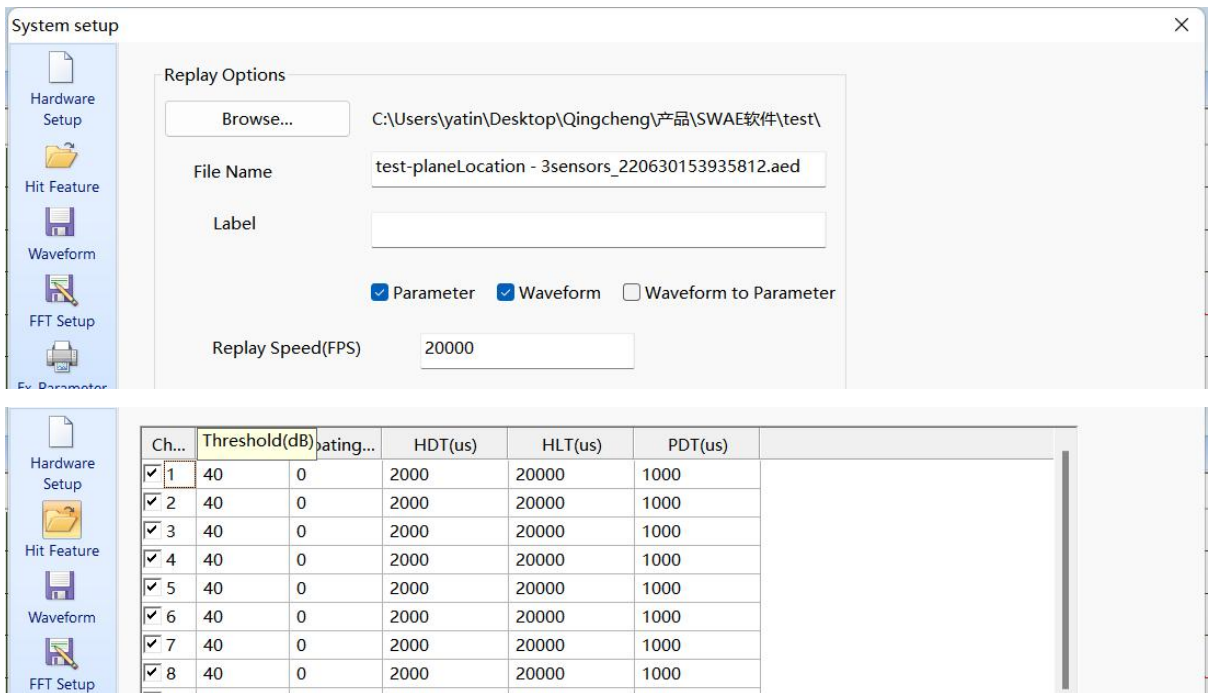 System setup
Hardware
Setup
Hit Feature
Waveform
FFT Setup
Ex-Parameter
Replay Options
Browse... C:\Users\yatin\Desktop\Qingcheng\产品\SWAE软件\test\
File Name test-planeLocation - 3sensors_220630153935812.aed
Label
Parameter Waveform Waveform to Parameter
Replay Speed(FPS) 20000
Hardware
Setup
Hit Feature
Waveform
FFT Setup
Ch... Threshold(dB) oating... HDT(us) HLT(us) PDT(us)
1 40 0 2000 20000 1000
2 40 0 2000 20000 1000
3 40 0 2000 20000 1000
4 40 0 2000 20000 1000
5 40 0 2000 20000 1000
6 40 0 2000 20000 1000
7 40 0 2000 20000 1000
8 40 0 2000 20000 1000